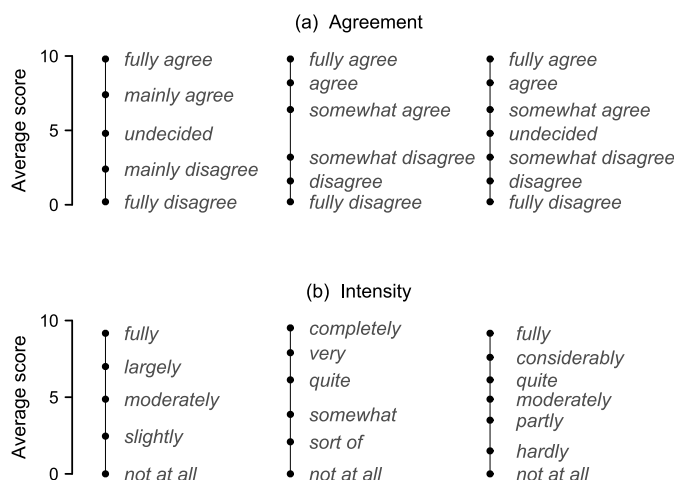 (a) Agreement
Average score
10
5
0
fully agree
mainly agree
undecided
mainly disagree
fully disagree
fully agree
agree
somewhat agree
somewhat disagree
disagree
fully disagree
fully agree
agree
somewhat agree
undecided
somewhat disagree
disagree
fully disagree
(b) Intensity
Average score
10
5
0
fully
largely
moderately
slightly
not at all
completely
very
quite
somewhat
sort of
not at all
fully
considerably
quite
moderately
partly
hardly
not at all